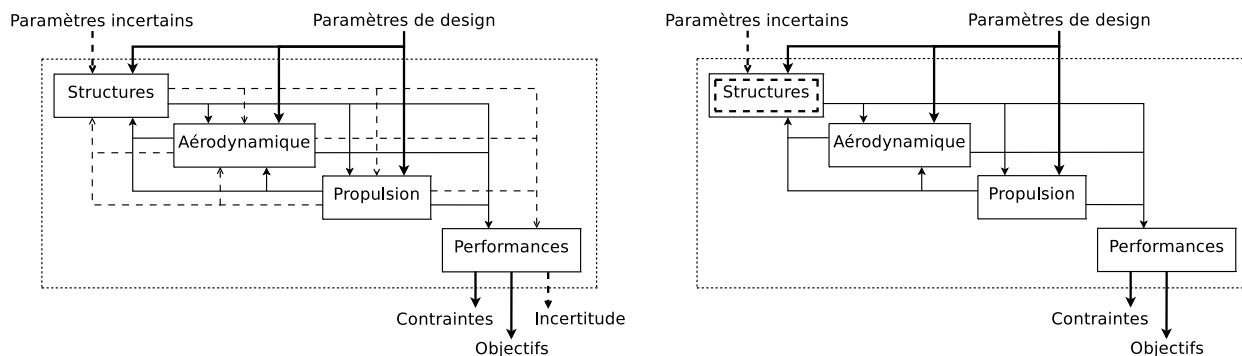 Paramètres incertains
Paramètres de design
Structures
Aérodynamique
Propulsion
Performances
Contraintes
Incertitude
Objectifs
Paramètres incertains
Paramètres de design
Structures
Aérodynamique
Propulsion
Performances
Contraintes
Objectifs